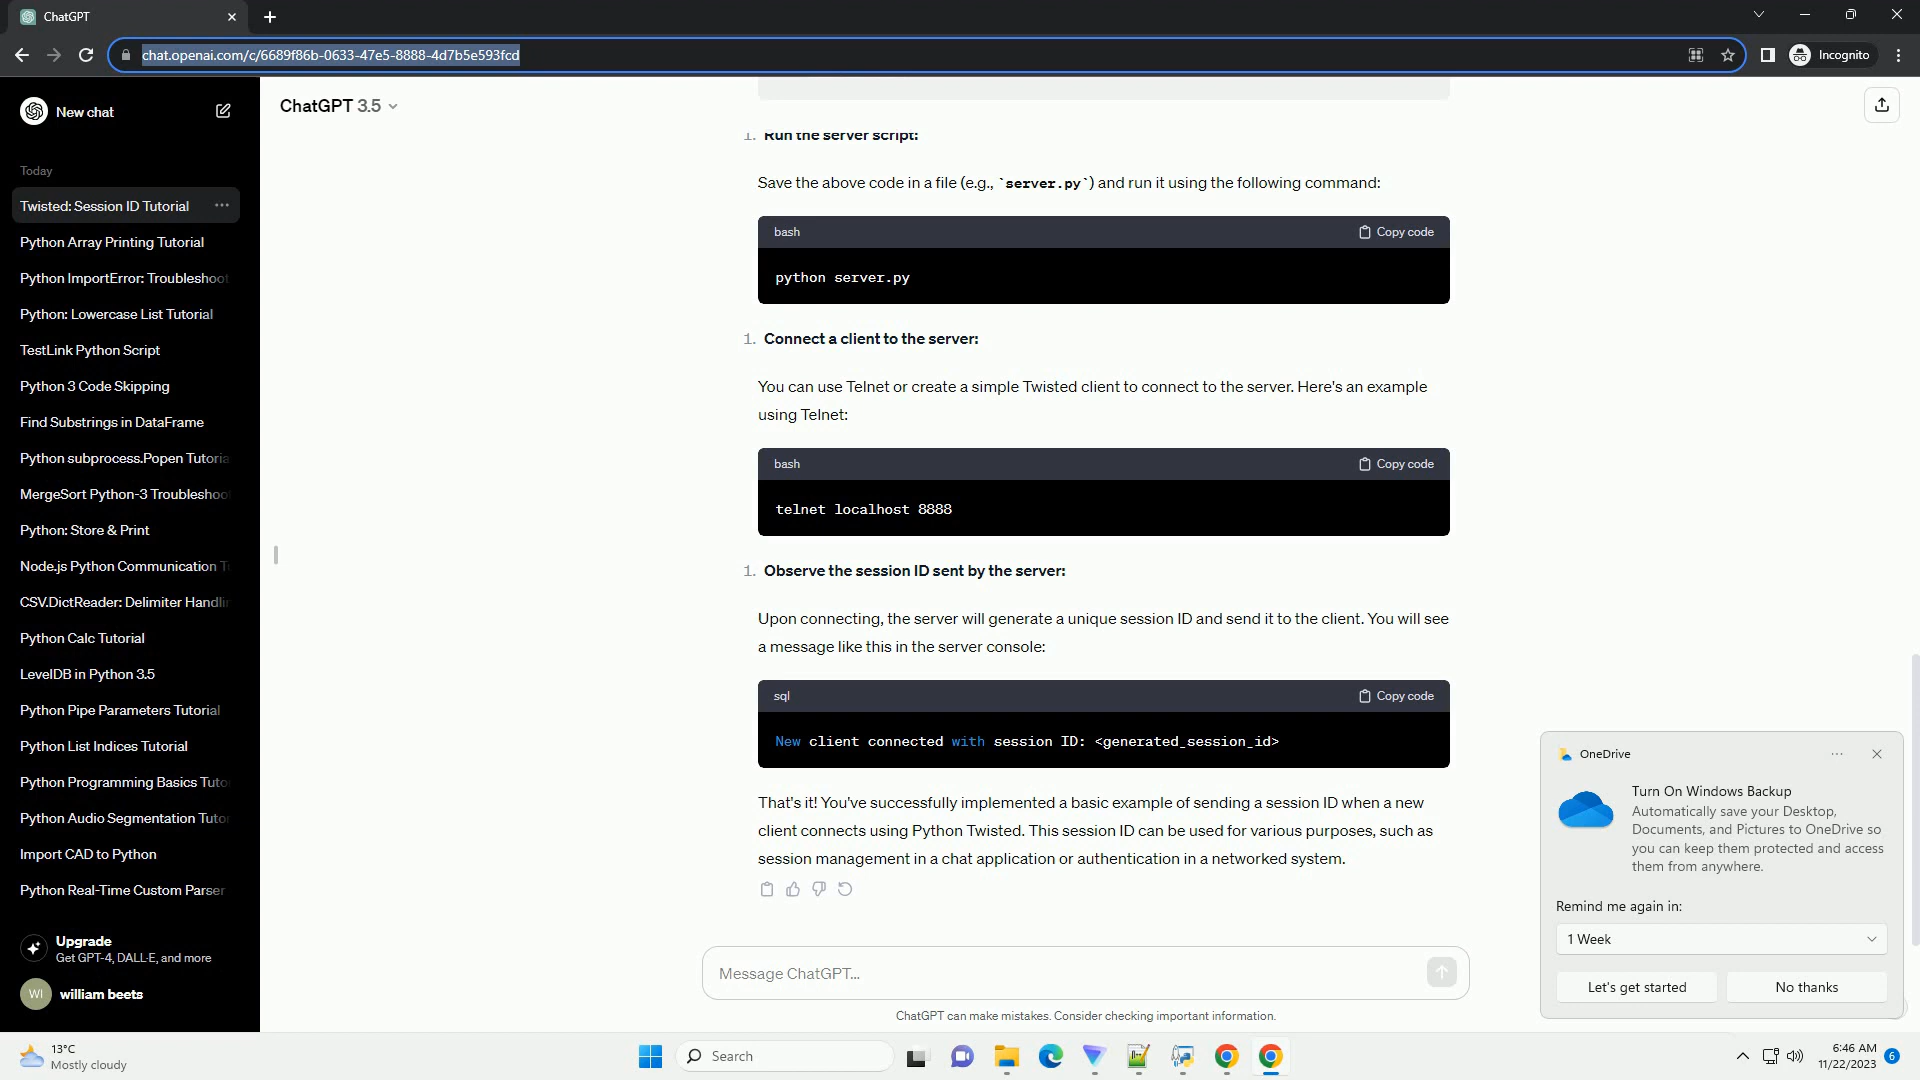 ChatGPT
chat.openai.com/c/6689f86b-0633-47e5-8888-4d7b5e593fcd
Incognito
New chat
Today
Twisted: Session ID Tutorial
Python Array Printing Tutorial
Python ImportError: Troubleshoot
Python: Lowercase List Tutorial
TestLink Python Script
Python 3 Code Skipping
Find Substrings in DataFrame
Python subprocess.Popen Tutoria
MergeSort Python-3 Troubleshoo
Python: Store & Print
Node.js Python Communication T
CSV.DictReader: Delimiter Handlin
Python Calc Tutorial
LevelDB in Python 3.5
Python Pipe Parameters Tutorial
Python List Indices Tutorial
Python Programming Basics Tuto
Python Audio Segmentation Tutor
Import CAD to Python
Python Real-Time Custom Parser
Upgrade
Get GPT-4, DALL·E, and more
WI
william beets
ChatGPT 3.5
1. Run the server script:
Save the above code in a file (e.g., `server.py`) and run it using the following command:
bash
Copy code
python server.py
1. Connect a client to the server:
You can use Telnet or create a simple Twisted client to connect to the server. Here's an example
using Telnet:
bash
Copy code
telnet localhost 8888
1. Observe the session ID sent by the server:
Upon connecting, the server will generate a unique session ID and send it to the client. You will see
a message like this in the server console:
sql
Copy code
New client connected with session ID: <generated_session_id>
That's it! You've successfully implemented a basic example of sending a session ID when a new
client connects using Python Twisted. This session ID can be used for various purposes, such as
session management in a chat application or authentication in a networked system.
Message ChatGPT...
ChatGPT can make mistakes. Consider checking important information.
OneDrive
Turn On Windows Backup
Automatically save your Desktop,
Documents, and Pictures to OneDrive so
you can keep them protected and access
them from anywhere.
Remind me again in:
1 Week
Let's get started
No thanks
13°C
Mostly cloudy
Search
6:46 AM
11/22/2023
6